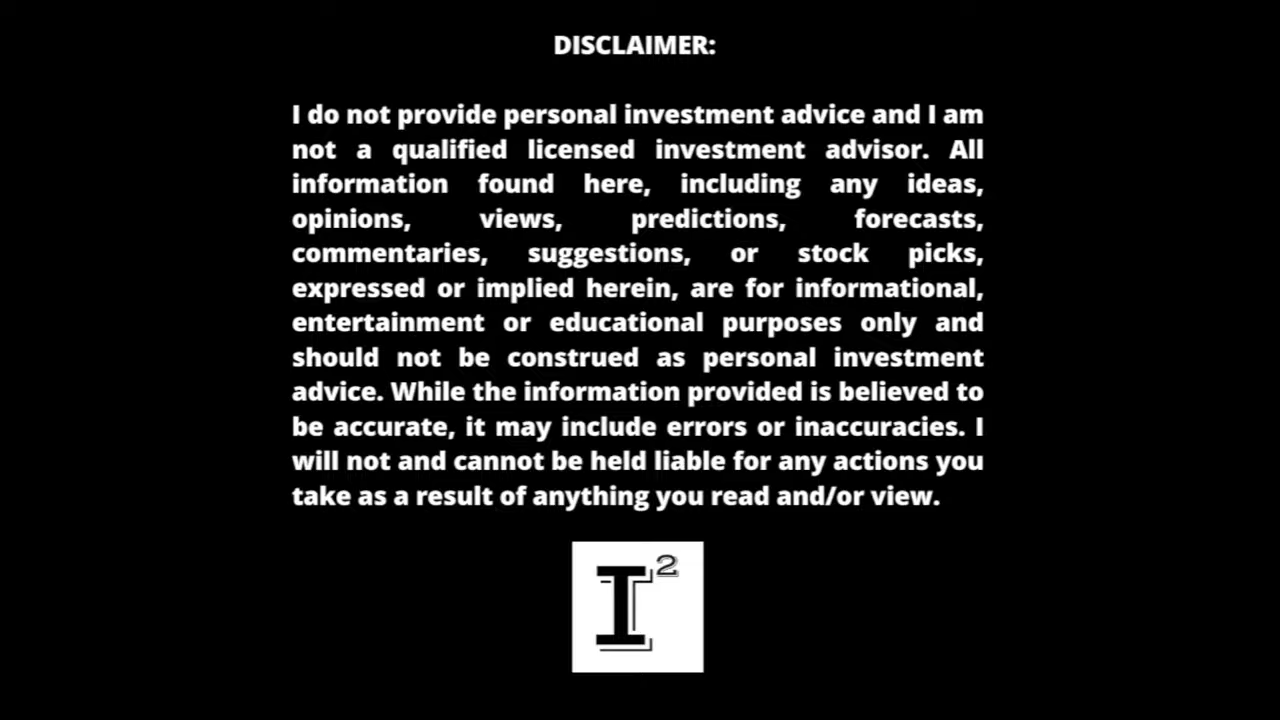 DISCLAIMER:
I do not provide personal investment advice and I am
not a qualified licensed investment advisor. All
information found here, including any ideas,
opinions, views, predictions, forecasts,
commentaries, suggestions, or stock picks,
expressed or implied herein, are for informational,
entertainment or educational purposes only and
should not be construed as personal investment
advice. While the information provided is believed to
be accurate, it may include errors or inaccuracies. I
will not and cannot be held liable for any actions you
take as a result of anything you read and/or view.
I²